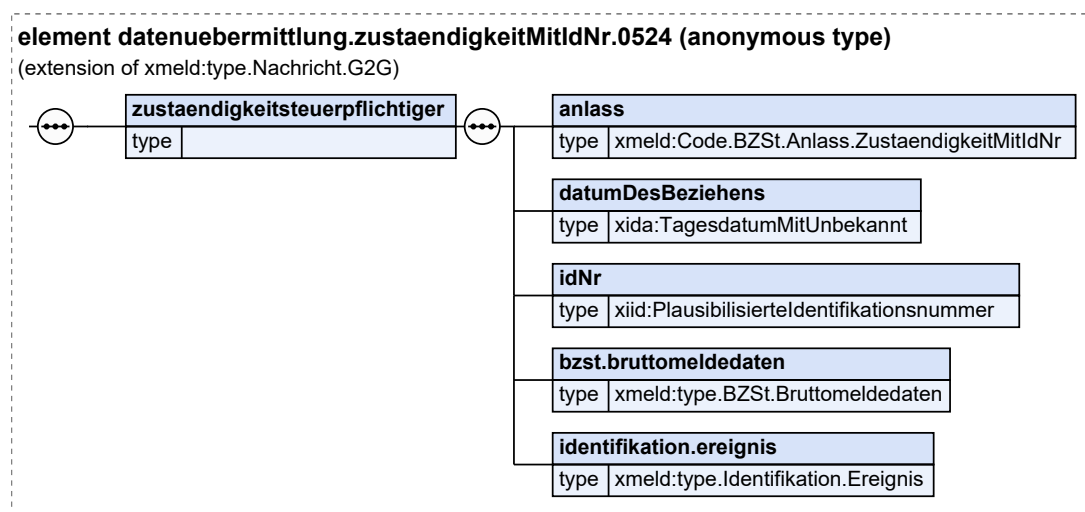 element datenuebermittlung.zustaendigkeitMitIdNr.0524 (anonymous type)
(extension of xmeld:type.Nachricht.G2G)
zustaendigkeitsteuerpflichtiger
type
anlass
type xmeld:Code.BZSt.Anlass.ZustaendigkeitMitIdNr
datumDesBeziehens
type xida:TagesdatumMitUnbekannt
idNr
type xiid:PlausibilisierteIdentifikationsnummer
bzst.bruttomeldedaten
type xmeld:type.BZSt.Bruttomeldedaten
identifikation.ereignis
type xmeld:type.Identifikation.Ereignis